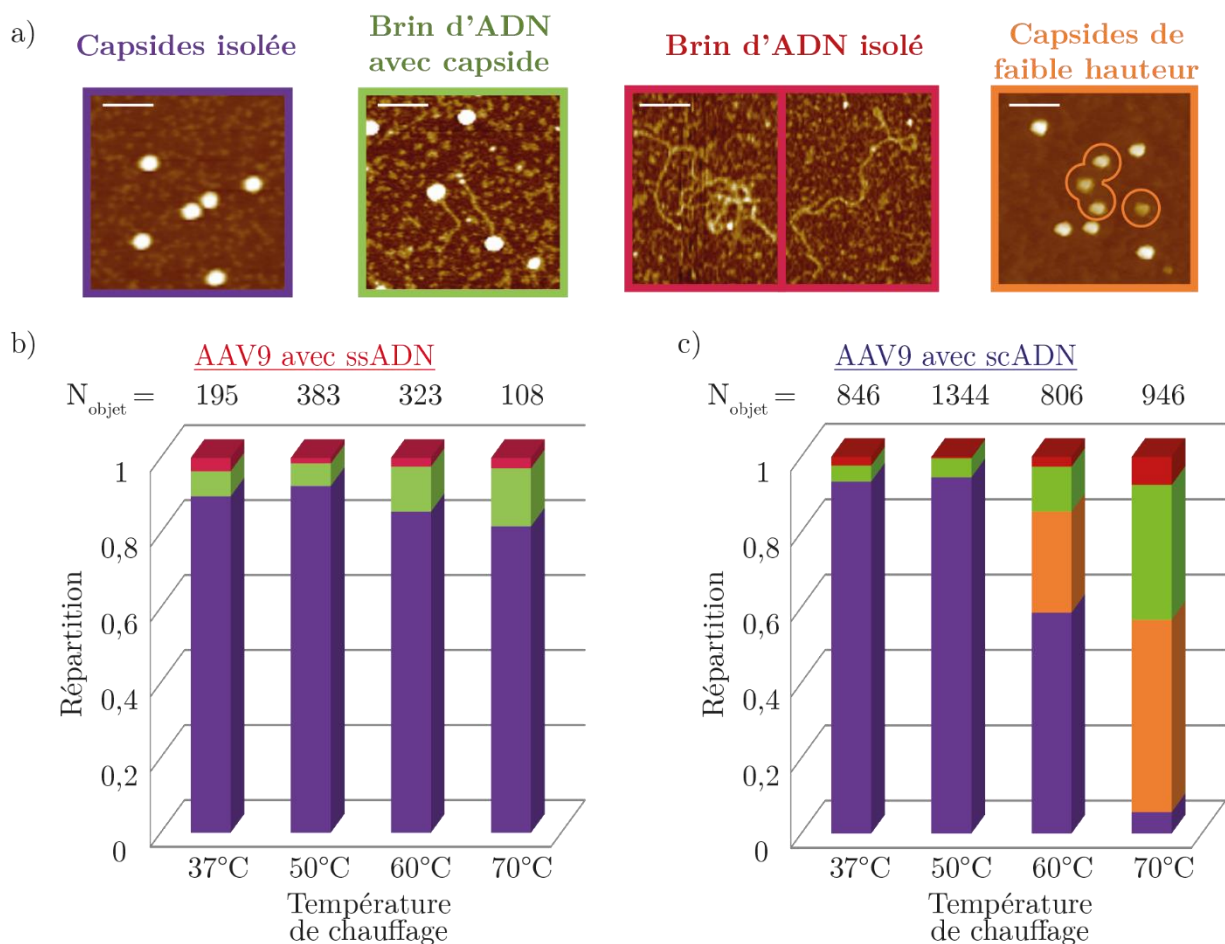 a)
Capsides isolée
Brin d'ADN
avec capside
Brin d'ADN isolé
Capsides de
faible hauteur
b)
AAV9 avec ssADN
N objet = 195 383 323 108
1
0,8
0,6
0,4
0,2
0
Répartition
37°C 50°C 60°C 70°C
Température
de chauffage
c)
AAV9 avec scADN
N objet = 846 1344 806 946
1
0,8
0,6
0,4
0,2
0
Répartition
37°C 50°C 60°C 70°C
Température
de chauffage